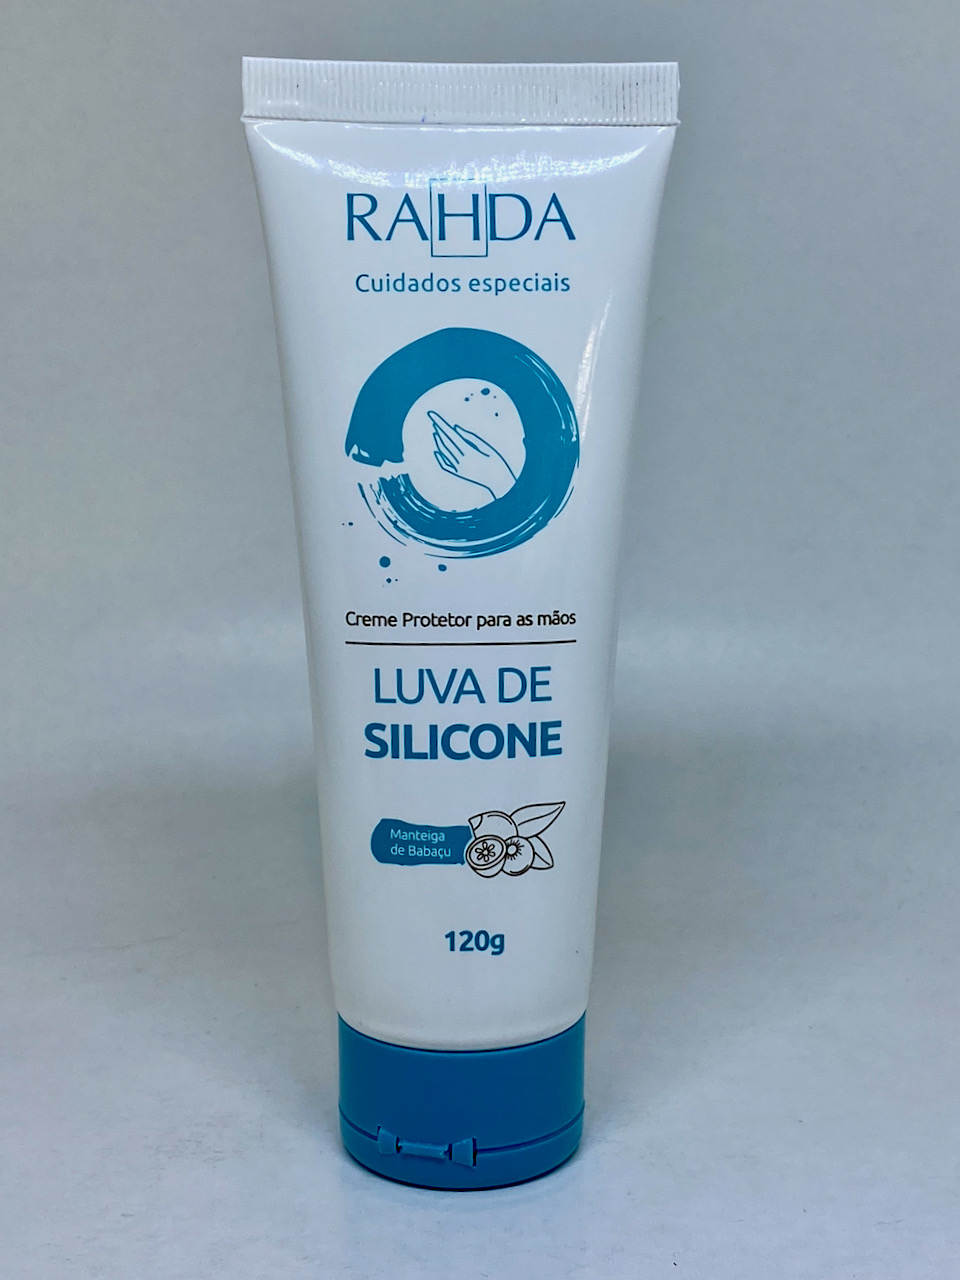 RAHDA
Cuidados especiais
Creme Protetor para as mãos
LUVA DE
SILICONE
Manteiga
de Babaçu
120g